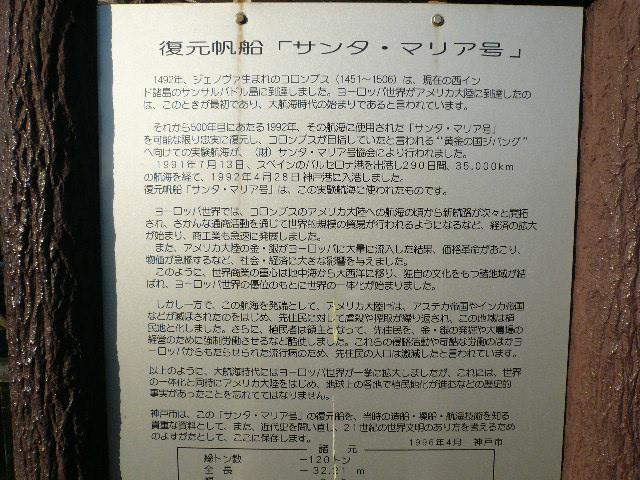 復元帆船「サンタ・マリア号」
1492年、ジェノヴァ生まれのコロンブス（1451～1506）は、現在の西イン
ド諸島のサンサルバドル島に到達しました。ヨーロッパ世界がアメリカ大陸に到達したの
は、このときが最初であり、大航海時代の始まりであると言われています。
それから500年目にあたる1992年、その航海に使用された「サンタ・マリア号」
を可能な限り忠実に復元し、コロンブスが目指していたと言われる“黄金の国ジパング”
へ向けての実験航海が、（財）サンタ・マリア号協会により行われました。
1991年7月13日、スペインのバルセロナ港を出港し290日間、35,000km
の航海を経て、1992年4月28日神戸港に入港しました。
復元帆船「サンタ・マリア号」は、この実験航海に使われたものです。
ヨーロッパ世界では、コロンブスのアメリカ大陸への航海の頃から新航路が次々と開拓
され、さかんな通商活動を通じて世界的規模の貿易が行われるようになるなど、経済の拡大
が始まり、商工業も急速に発展しました。
また、アメリカ大陸の金・銀がヨーロッパに大量に流入した結果、価格革命がおこり、
物価が急騰するなど、社会・経済に大きな影響を与えました。
このように、世界商業の重心は地中海から大西洋に移り、独自の文化をもつ諸地域が結
ばれ、ヨーロッパ世界の優位のもとに世界の一体化が始まりました。
しかし一方で、この航海を発端として、アメリカ大陸では、アステカ帝国やインカ帝国
などが滅ぼされたのをはじめ、先住民に対して虐殺や搾取が繰り返され、この地域は植
民地と化しました。さらに、植民者は領主となって、先住民を、金・銀の発掘や大農場の
経営のために強制労働させるなど酷使しました。これらの侵略活動や苛酷な労働のほかヨ
ーロッパからもたらせられた流行病のため、先住民の人口は激減したと言われています。
以上のように、大航海時代にはヨーロッパ世界が一挙に拡大しましたが、これには、世界
の一体化と同時にアメリカ大陸をはじめ、地球上の各地で植民地化が進むなどの歴史的
事実があったことを忘れてはなりません。
神戸市は、この「サンタ・マリア号」の復元船を、当時の造船・操船・航海技術を知る
貴重な資料として、また、近代史を問い直し、21世紀の世界文明のあり方を考えるため
のよすがたとして、ここに保存します。
1996年4月 神戸市
諸 元
総トン数 －120トン
全 長 －32.21 m